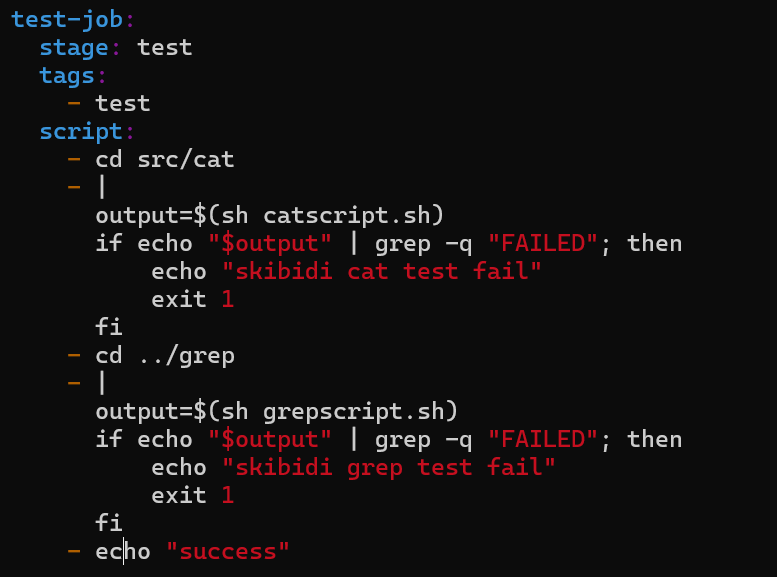 test-job:
  stage: test
  tags:
    - test
  script:
    - cd src/cat
    - |
      output=$(sh catscript.sh)
      if echo "$output" | grep -q "FAILED"; then
          echo "skibidi cat test fail"
          exit 1
      fi
    - cd ../grep
    - |
      output=$(sh grepscript.sh)
      if echo "$output" | grep -q "FAILED"; then
          echo "skibidi grep test fail"
          exit 1
      fi
    - echo "success"